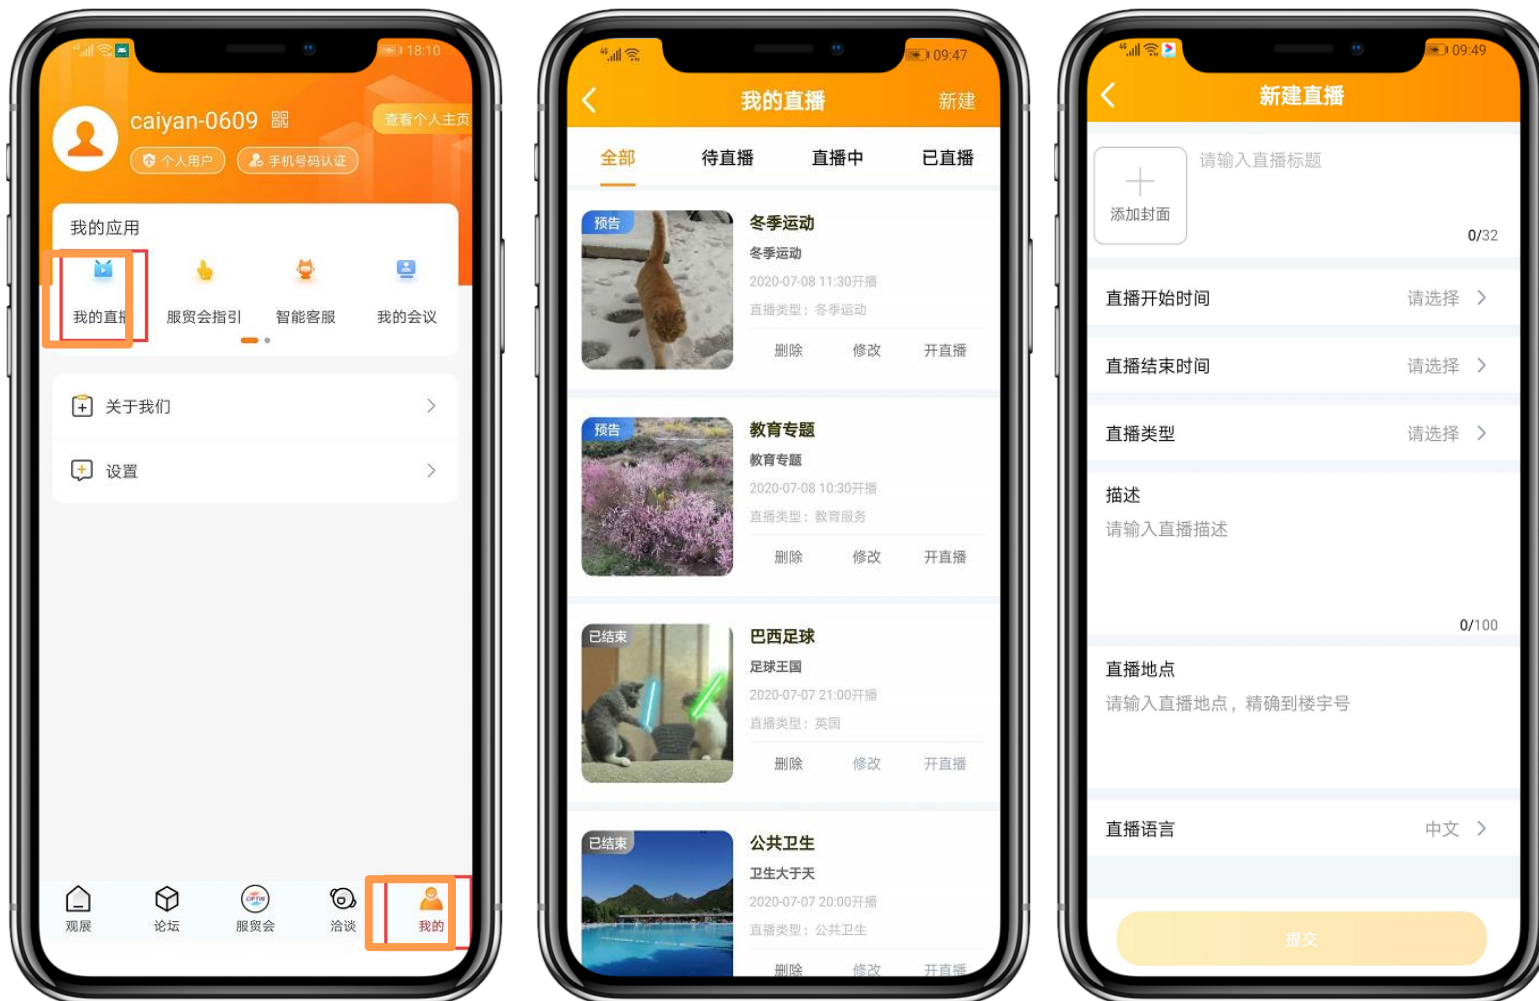 18:10
caiyan-0609
查看个人主页
个人用户
手机号码认证
我的应用
我的直播
服贸会指引
智能客服
我的会议
关于我们
设置
观展
论坛
服贸会
洽谈
我的
09:47
我的直播
新建
全部
待直播
直播中
已直播
预告
冬季运动
冬季运动
2020-07-08 11:30开播
直播类型：冬季运动
删除
修改
开直播
预告
教育专题
教育专题
2020-07-08 10:30开播
直播类型：教育服务
删除
修改
开直播
已结束
巴西足球
足球王国
2020-07-07 21:00开播
直播类型：英国
删除
修改
开直播
已结束
公共卫生
卫生大于天
2020-07-07 20:00开播
直播类型：公共卫生
删除
修改
开直播
09:49
新建直播
添加封面
请输入直播标题
0/32
直播开始时间
请选择
直播结束时间
请选择
直播类型
请选择
描述
请输入直播描述
0/100
直播地点
请输入直播地点，精确到楼宇号
直播语言
中文
提交